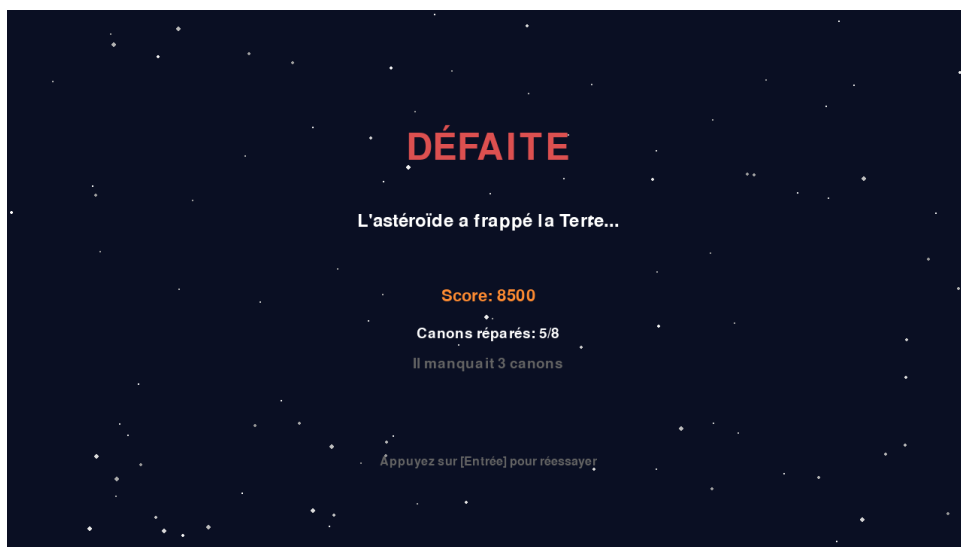 DÉFAITE
L'astéroïde a frappé la Terre...
Score: 8500
Canons réparés: 5/8
Il manquait 3 canons
Appuyez sur [Entrée] pour réessayer